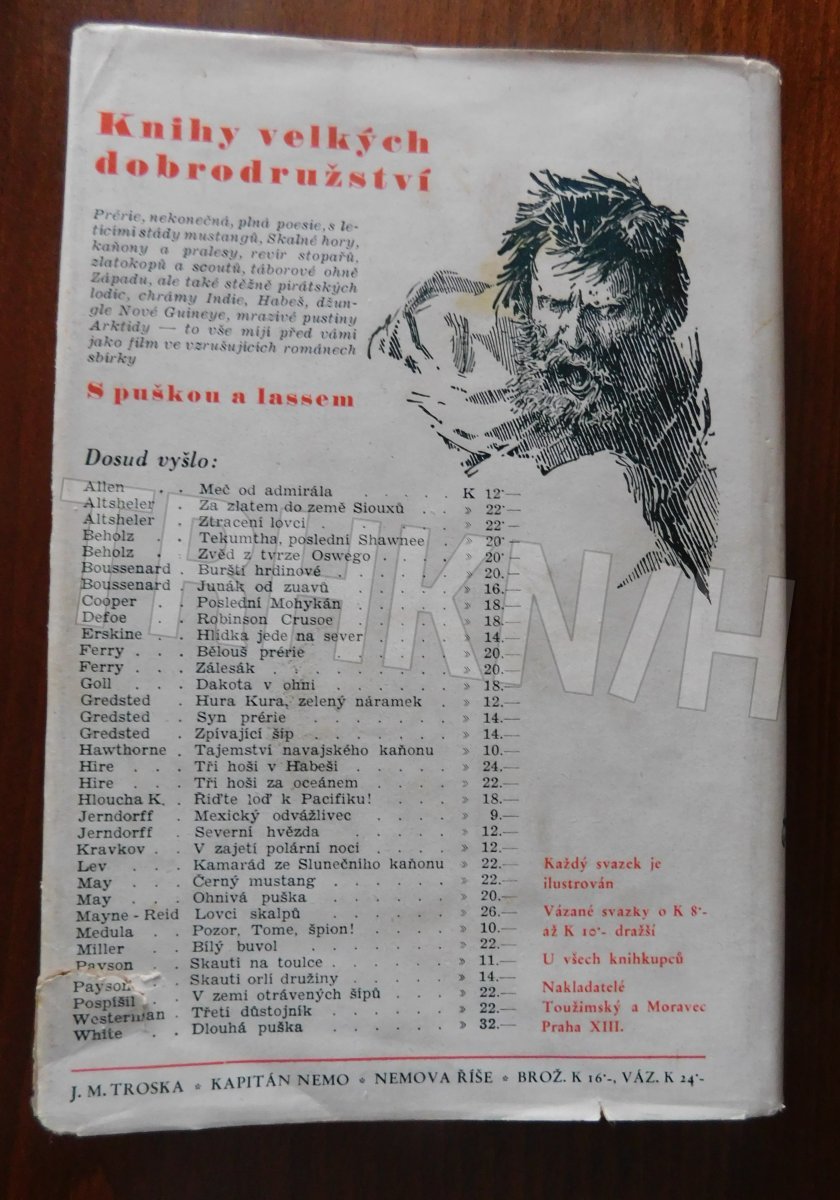 Knihy velkých
dobrodružství
Prérie, nekonečná, plná poesie, s le-
tícími stády mustangů, Skalné hory,
kaňony a pralesy, revír stopařů,
zlatokopů a scoutů, táborové ohně
Západu, ale také stěžně pirátských
lodic, chrámy Indie, Habeš, džun-
gle Nové Guineye, mrazivé pustiny
Arktidy — to vše míjí před vámi
jako film ve vzrušujících románech
sbírky
S puškou a lassem
Dosud vyšlo:
Allen . . Meč od admirála . . . . . K 12·—
Altsheler . Za zlatem do země Siouxů . . » 22·—
Altsheler . Ztracení lovci . . . . . . » 22·—
Beholz . . Tekumtha, poslední Shawnee . » 20·—
Beholz . . Zvěd z tvrze Oswego . . . . » 20·—
Boussenard . Burští hrdinové . . . . . . » 20.—
Boussenard . Junák od zuavů . . . . . . » 16.—
Cooper . . Poslední Mohykán . . . . . » 18.—
Defoe . . Robinson Crusoe . . . . . . » 18.—
Erskine . . Hlídka jede na sever . . . . » 14.—
Ferry . . . Bělouš prérie . . . . . . . » 20.—
Ferry . . . Zálesák . . . . . . . . . » 20.—
Goll . . . Dakota v ohni . . . . . . » 18.—
Gredsted . Hura Kura, zelený náramek . » 12.—
Gredsted . Syn prérie . . . . . . . » 14.—
Gredsted . Zpívající šíp . . . . . . . » 14.—
Hawthorne . Tajemství navajského kaňonu » 10.—
Hire . . . Tři hoši v Habeši . . . . . » 24.—
Hire . . . Tři hoši za oceánem . . . . » 22.—
Hloucha K. . Řiďte loď k Pacifiku! . . . . » 18.—
Jerndorff . Mexický odvážlivec . . . . » 9.—
Jerndorff . Severní hvězda . . . . . » 12.—
Kravkov . . V zajetí polární noci . . . . » 12.—
Lev . . . Kamarád ze Slunečního kaňonu » 22.—
May . . . Černý mustang . . . . . . » 22.—
May . . . Ohnivá puška . . . . . . » 20.—
Mayne - Reid Lovci skalpů . . . . . . » 26.—
Medula . . Pozor, Tome, špion! . . . . » 10.—
Miller . . Bílý buvol . . . . . . . » 22.—
Payson . Skauti na toulce . . . . . » 11.—
Payson . Skauti orlí družiny . . . . » 14.—
Pospíšil . V zemi otrávených šípů . . . » 22.—
Westerman . Třetí důstojník . . . . . . » 22.—
White . . Dlouhá puška . . . . . . » 32.—
Každý svazek je
ilustrován
Vázané svazky o K 8·-
až K 10·- dražší
U všech knihkupců
Nakladatelé
Toužimský a Moravec
Praha XIII.
J. M. TROSKA * KAPITÁN NEMO * NEMOVA ŘÍŠE * BROŽ. K 16·-, VÁZ. K 24·-